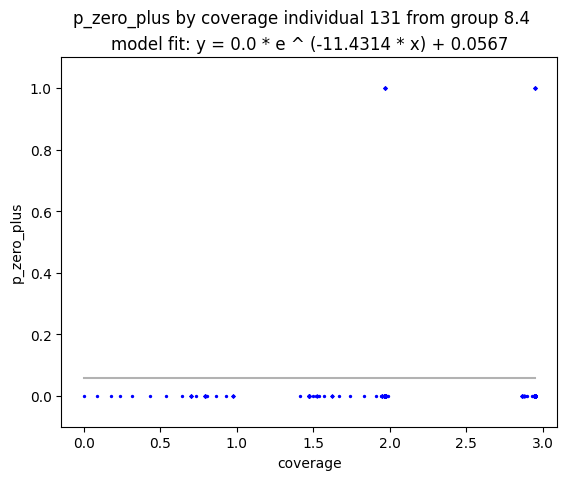 p_zero_plus by coverage individual 131 from group 8.4
model fit: y = 0.0 * e ^ (-11.4314 * x) + 0.0567
1.0
0.8
0.6
0.4
0.2
0.0
p_zero_plus
0.0 0.5 1.0 1.5 2.0 2.5 3.0
coverage